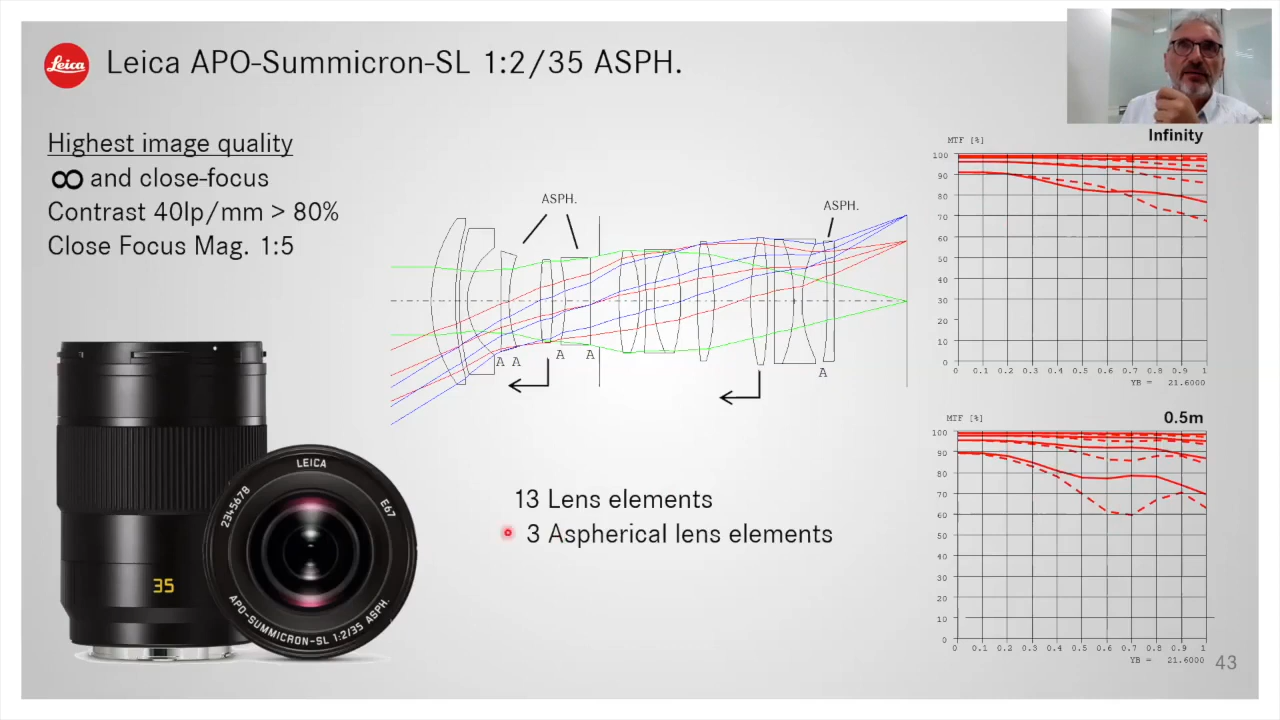 Leica
Leica APO-Summicron-SL 1:2/35 ASPH.
Highest image quality
∞ and close-focus
Contrast 40lp/mm > 80%
Close Focus Mag. 1:5
ASPH.
ASPH.
A A
A
A
A
13 Lens elements
3 Aspherical lens elements
35
LEICA
E67
APO-SUMMICRON-SL 1:2/35 ASPH.
2345678
Infinity
MTF [%]
100
90
80
70
60
50
40
30
20
10
0
0 0.1 0.2 0.3 0.4 0.5 0.6 0.7 0.8 0.9 1
YB = 21.6000
0.5m
MTF [%]
100
90
80
70
60
50
40
30
20
10
0
0 0.1 0.2 0.3 0.4 0.5 0.6 0.7 0.8 0.9 1
YB = 21.6000
43